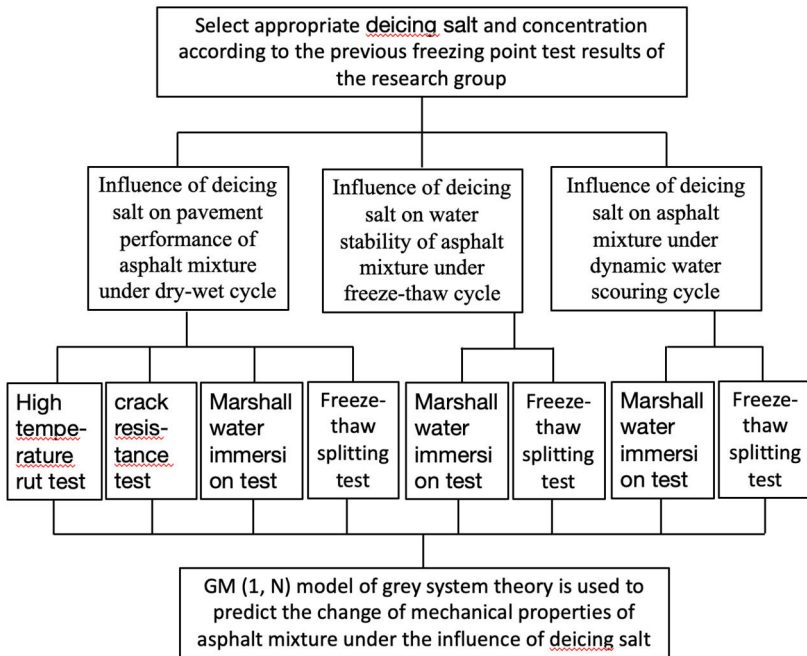 Select appropriate deicing salt and concentration
according to the previous freezing point test results of
the research group
Influence of deicing
salt on pavement
performance of
asphalt mixture
under dry-wet cycle
Influence of deicing
salt on water
stability of asphalt
mixture under
freeze-thaw cycle
Influence of deicing
salt on asphalt
mixture under
dynamic water
scouring cycle
High
tempe-
rature
rut test
crack
resis-
tance
test
Marshall
water
immersi
on test
Freeze-
thaw
splitting
test
Marshall
water
immersi
on test
Freeze-
thaw
splitting
test
Marshall
water
immersi
on test
Freeze-
thaw
splitting
test
GM (1, N) model of grey system theory is used to
predict the change of mechanical properties of
asphalt mixture under the influence of deicing salt